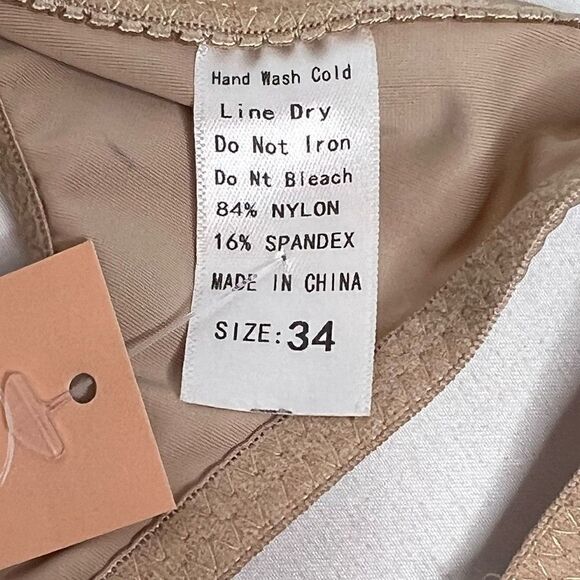 Hand Wash Cold
Line Dry
Do Not Iron
Do Nt Bleach
84% NYLON
16% SPANDEX
MADE IN CHINA
SIZE: 34